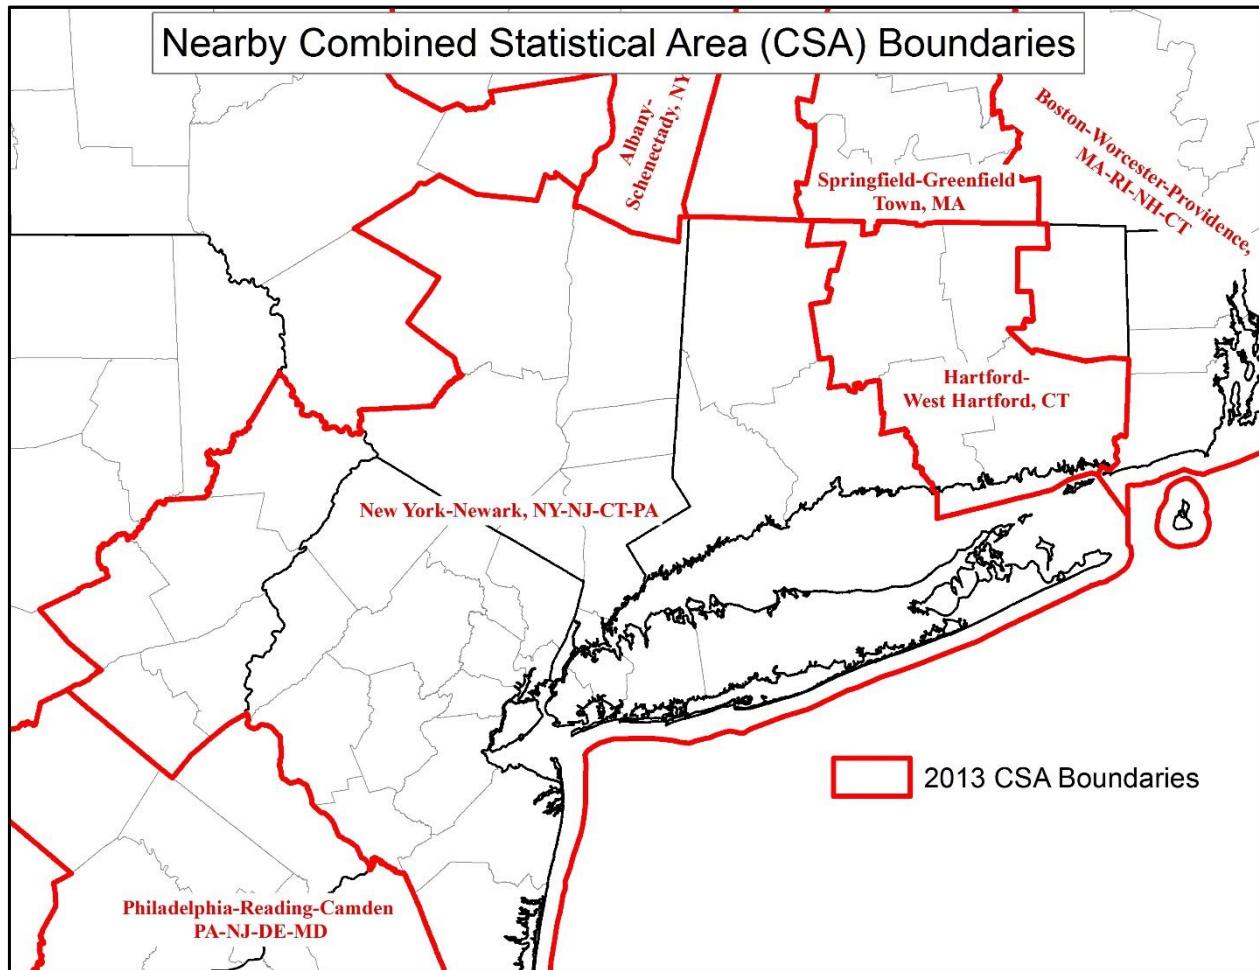 Nearby Combined Statistical Area (CSA) Boundaries
Albany-
Schenectady, NY
Springfield-Greenfield
Town, MA
Boston-Worcester-Providence,
MA-RI-NH-CT
Hartford-
West Hartford, CT
New York-Newark, NY-NJ-CT-PA
2013 CSA Boundaries
Philadelphia-Reading-Camden
PA-NJ-DE-MD